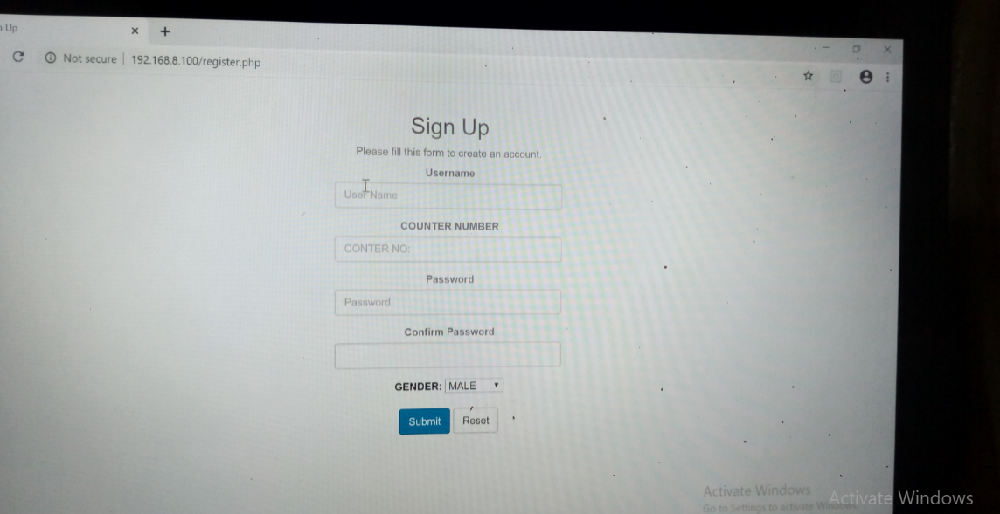 Up
Not secure 192.168.8.100/register.php
Sign Up
Please fill this form to create an account.
Username
User Name
COUNTER NUMBER
CONTER NO:
Password
Password
Confirm Password
GENDER: MALE
Submit Reset
Activate Windows
Go to Settings to activate
Activate Windows